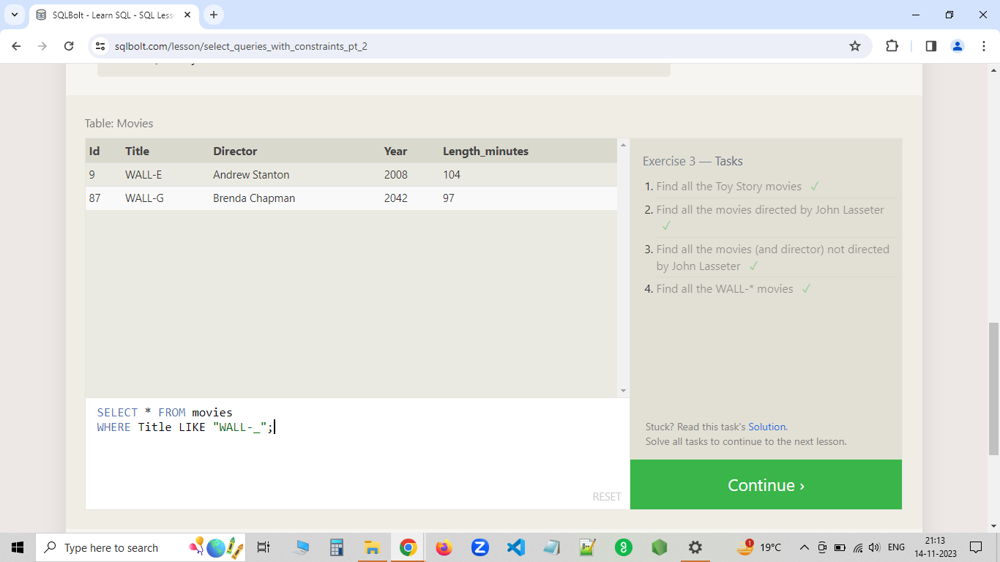 SQLBolt - Learn SQL - SQL Less
sqlbolt.com/lesson/select_queries_with_constraints_pt_2
Table: Movies
Id Title Director Year Length_minutes
9 WALL-E Andrew Stanton 2008 104
87 WALL-G Brenda Chapman 2042 97
Exercise 3 — Tasks
1. Find all the Toy Story movies ✓
2. Find all the movies directed by John Lasseter
✓
3. Find all the movies (and director) not directed
by John Lasseter ✓
4. Find all the WALL-* movies ✓
SELECT * FROM movies
WHERE Title LIKE "WALL-_";
RESET
Stuck? Read this task's Solution.
Solve all tasks to continue to the next lesson.
Continue ›
Type here to search
1
19°C
ENG
21:13
14-11-2023